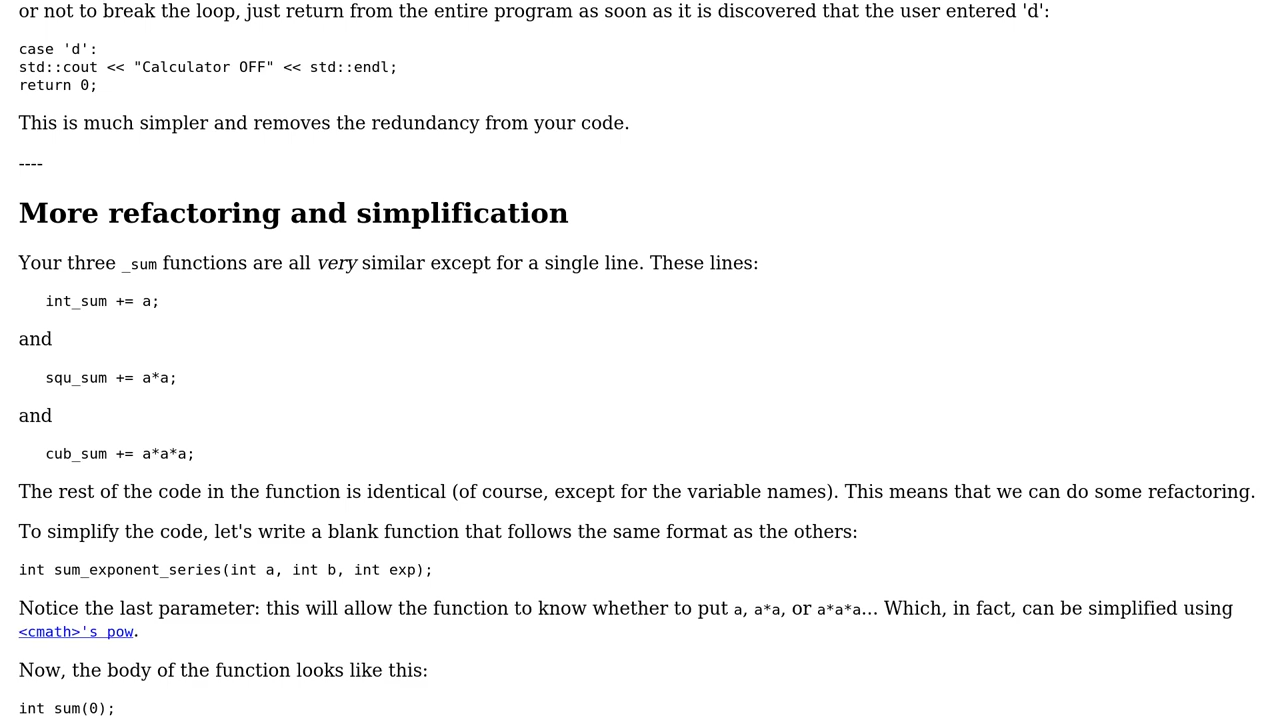 or not to break the loop, just return from the entire program as soon as it is discovered that the user entered 'd':
case 'd':
std::cout << "Calculator OFF" << std::endl;
return 0;
This is much simpler and removes the redundancy from your code.
----
More refactoring and simplification
Your three _sum functions are all very similar except for a single line. These lines:
int_sum += a;
and
squ_sum += a*a;
and
cub_sum += a*a*a;
The rest of the code in the function is identical (of course, except for the variable names). This means that we can do some refactoring.
To simplify the code, let's write a blank function that follows the same format as the others:
int sum_exponent_series(int a, int b, int exp);
Notice the last parameter: this will allow the function to know whether to put a, a*a, or a*a*a... Which, in fact, can be simplified using
<cmath>'s pow.
Now, the body of the function looks like this:
int sum(0);